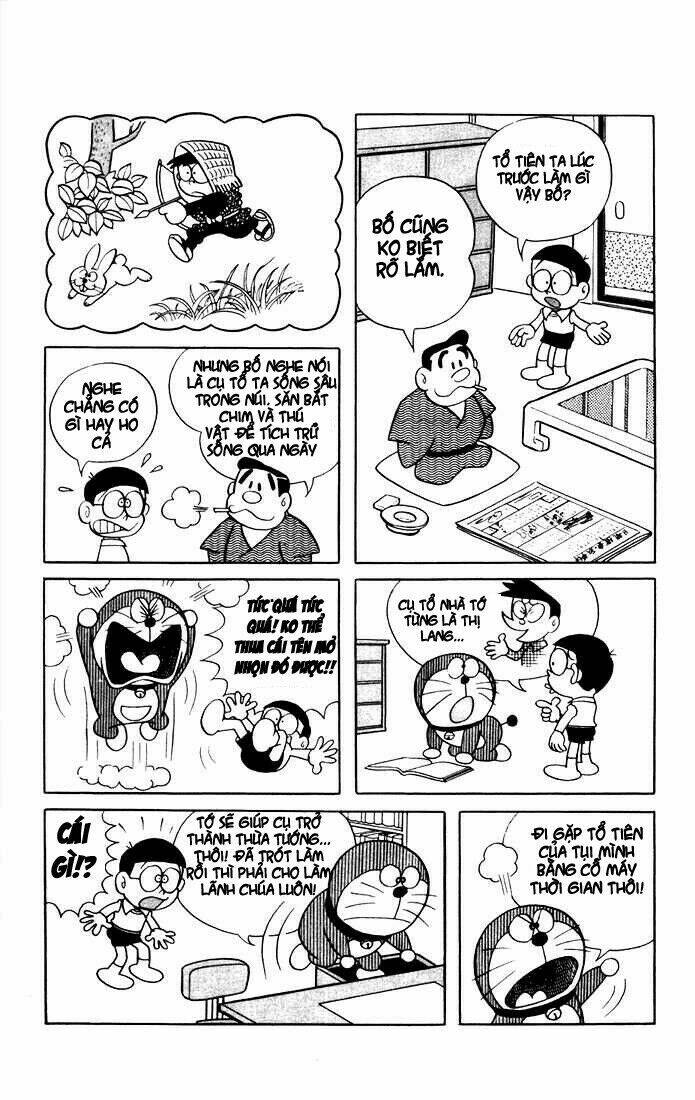 TỔ TIÊN TA LÚC
TRƯỚC LÀM GÌ
VẬY BỐ?
BỐ CŨNG
KO BIẾT
RÕ LẮM.
NHƯNG BỐ NGHE NÓI
LÀ CỤ TỔ TA SỐNG SÂU
TRONG NÚI, SĂN BẮT
CHIM VÀ THÚ
VẬT ĐỂ TÍCH TRỮ
SỐNG QUA NGÀY
NGHE
CHẲNG CÓ
GÌ HAY HO
CẢ
CỤ TỔ NHÀ TỚ
TỪNG LÀ THỊ
LANG...
TỨC QUÁ TỨC
QUÁ! KO THỂ
THUA CÁI TÊN MỎ
NHỌN ĐÓ ĐƯỢC!!
ĐI GẶP TỔ TIÊN
CỦA TỤI MÌNH
BẰNG CỖ MÁY
THỜI GIAN THÔI!
TỚ SẼ GIÚP CỤ TRỞ
THÀNH THỪA TƯỚNG...
THÔI! ĐÃ TRÓT LÀM
RỒI THÌ PHẢI CHO LÀM
LÃNH CHÚA LUÔN!
CÁI
GÌ!?